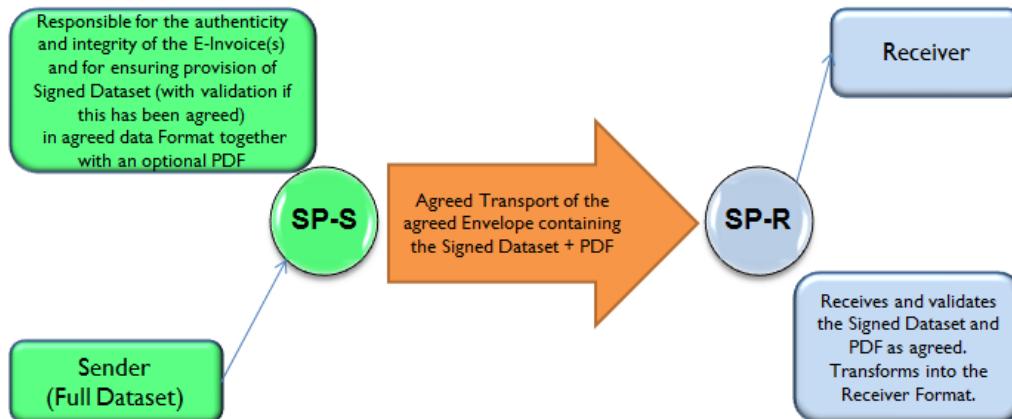 Responsible for the authenticity
and integrity of the E-Invoice(s)
and for ensuring provision of
Signed Dataset (with validation if
this has been agreed)
in agreed data Format together
with an optional PDF
SP-S
Sender
(Full Dataset)
Agreed Transport of the
agreed Envelope containing
the Signed Dataset + PDF
Receiver
SP-R
Receives and validates
the Signed Dataset and
PDF as agreed.
Transforms into the
Receiver Format.